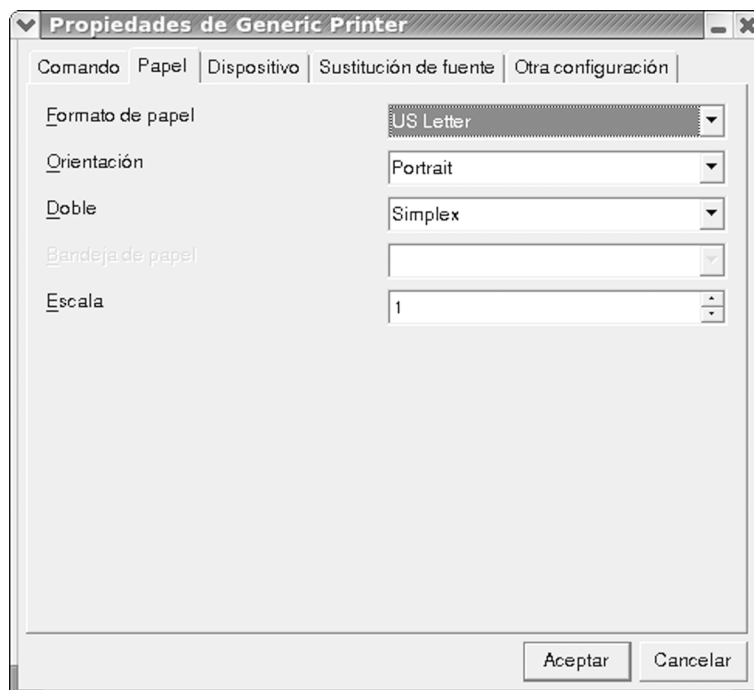 Propiedades de Generic Printer
Comando Papel Dispositivo Sustitución de fuente Otra configuración
Formato de papel US Letter
Orientación Portrait
Doble Simplex
Bandeja de papel
Escala 1
Aceptar Cancelar